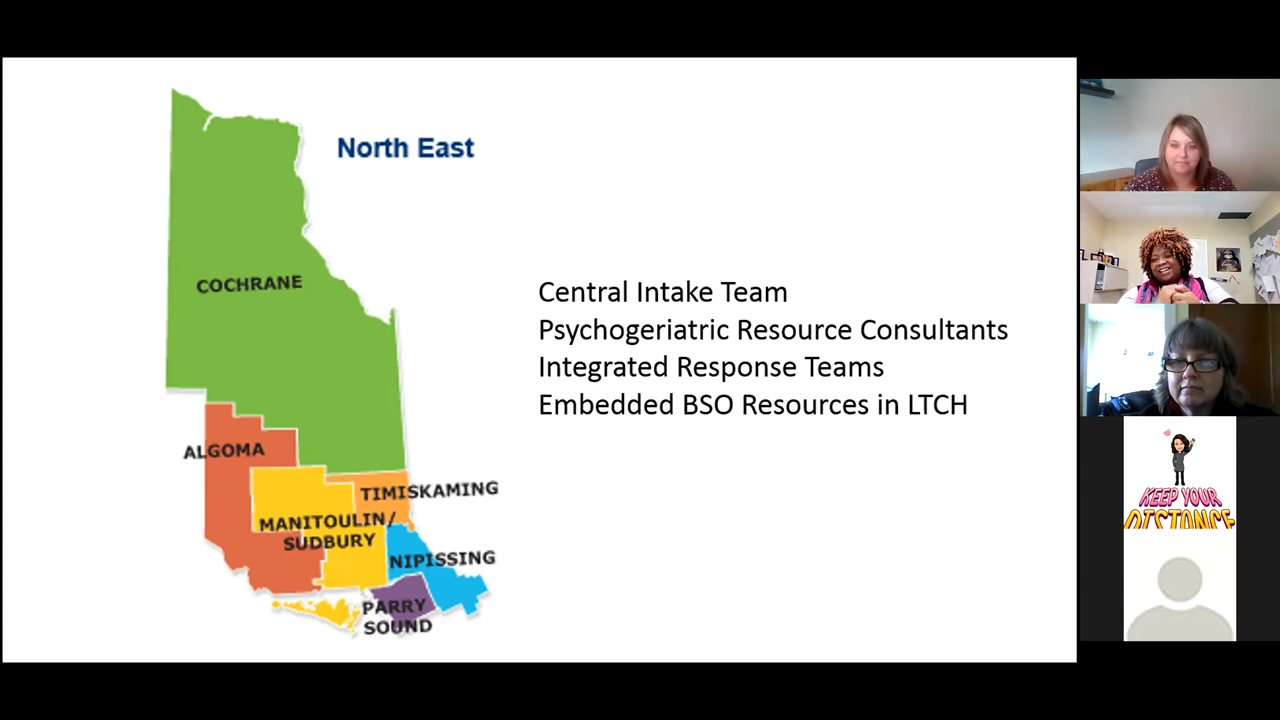 North East
COCHRANE
ALGOMA
TIMISKAMING
MANITOULIN/
SUDBURY
NIPISSING
PARRY
SOUND
Central Intake Team
Psychogeriatric Resource Consultants
Integrated Response Teams
Embedded BSO Resources in LTCH
KEEP YOUR
DISTANCE